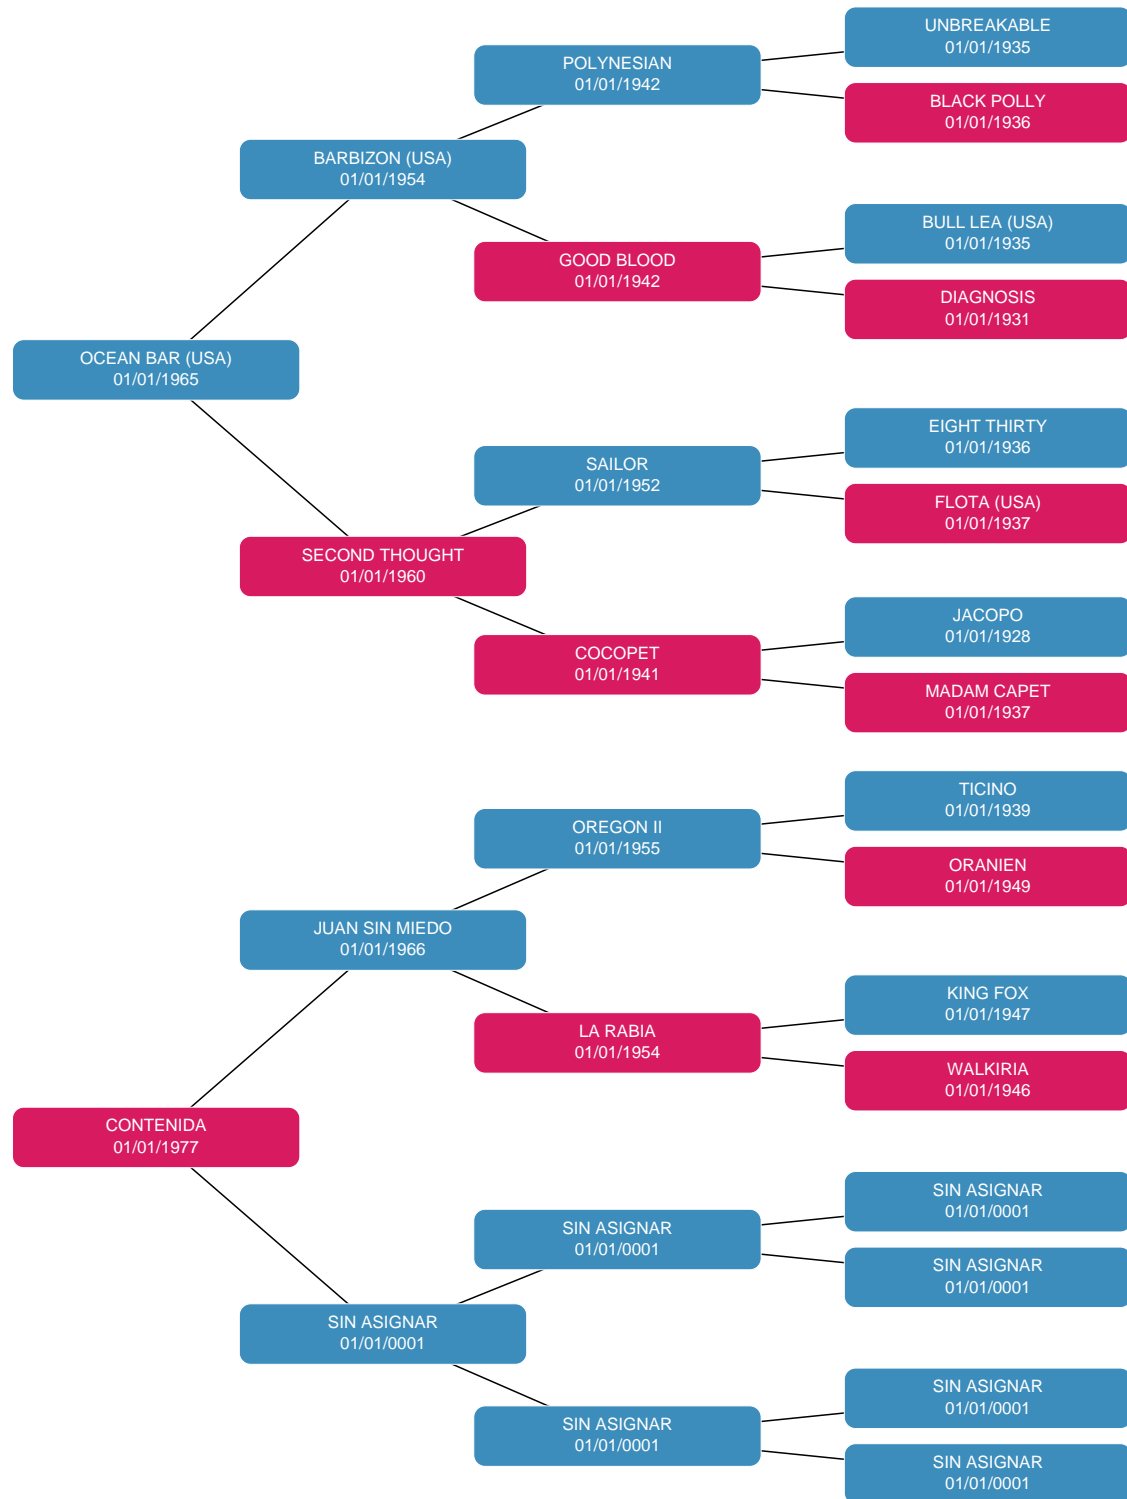 UNBREAKABLE
01/01/1935
POLYNESIAN
01/01/1942
BLACK POLLY
01/01/1936
BARBIZON (USA)
01/01/1954
BULL LEA (USA)
01/01/1935
GOOD BLOOD
01/01/1942
DIAGNOSIS
01/01/1931
OCEAN BAR (USA)
01/01/1965
EIGHT THIRTY
01/01/1936
SAILOR
01/01/1952
FLOTA (USA)
01/01/1937
SECOND THOUGHT
01/01/1960
JACOPO
01/01/1928
COCOPET
01/01/1941
MADAM CAPET
01/01/1937
TICINO
01/01/1939
OREGON II
01/01/1955
ORANIEN
01/01/1949
JUAN SIN MIEDO
01/01/1966
KING FOX
01/01/1947
LA RABIA
01/01/1954
WALKIRIA
01/01/1946
CONTENIDA
01/01/1977
SIN ASIGNAR
01/01/0001
SIN ASIGNAR
01/01/0001
SIN ASIGNAR
01/01/0001
SIN ASIGNAR
01/01/0001
SIN ASIGNAR
01/01/0001
SIN ASIGNAR
01/01/0001
SIN ASIGNAR
01/01/0001